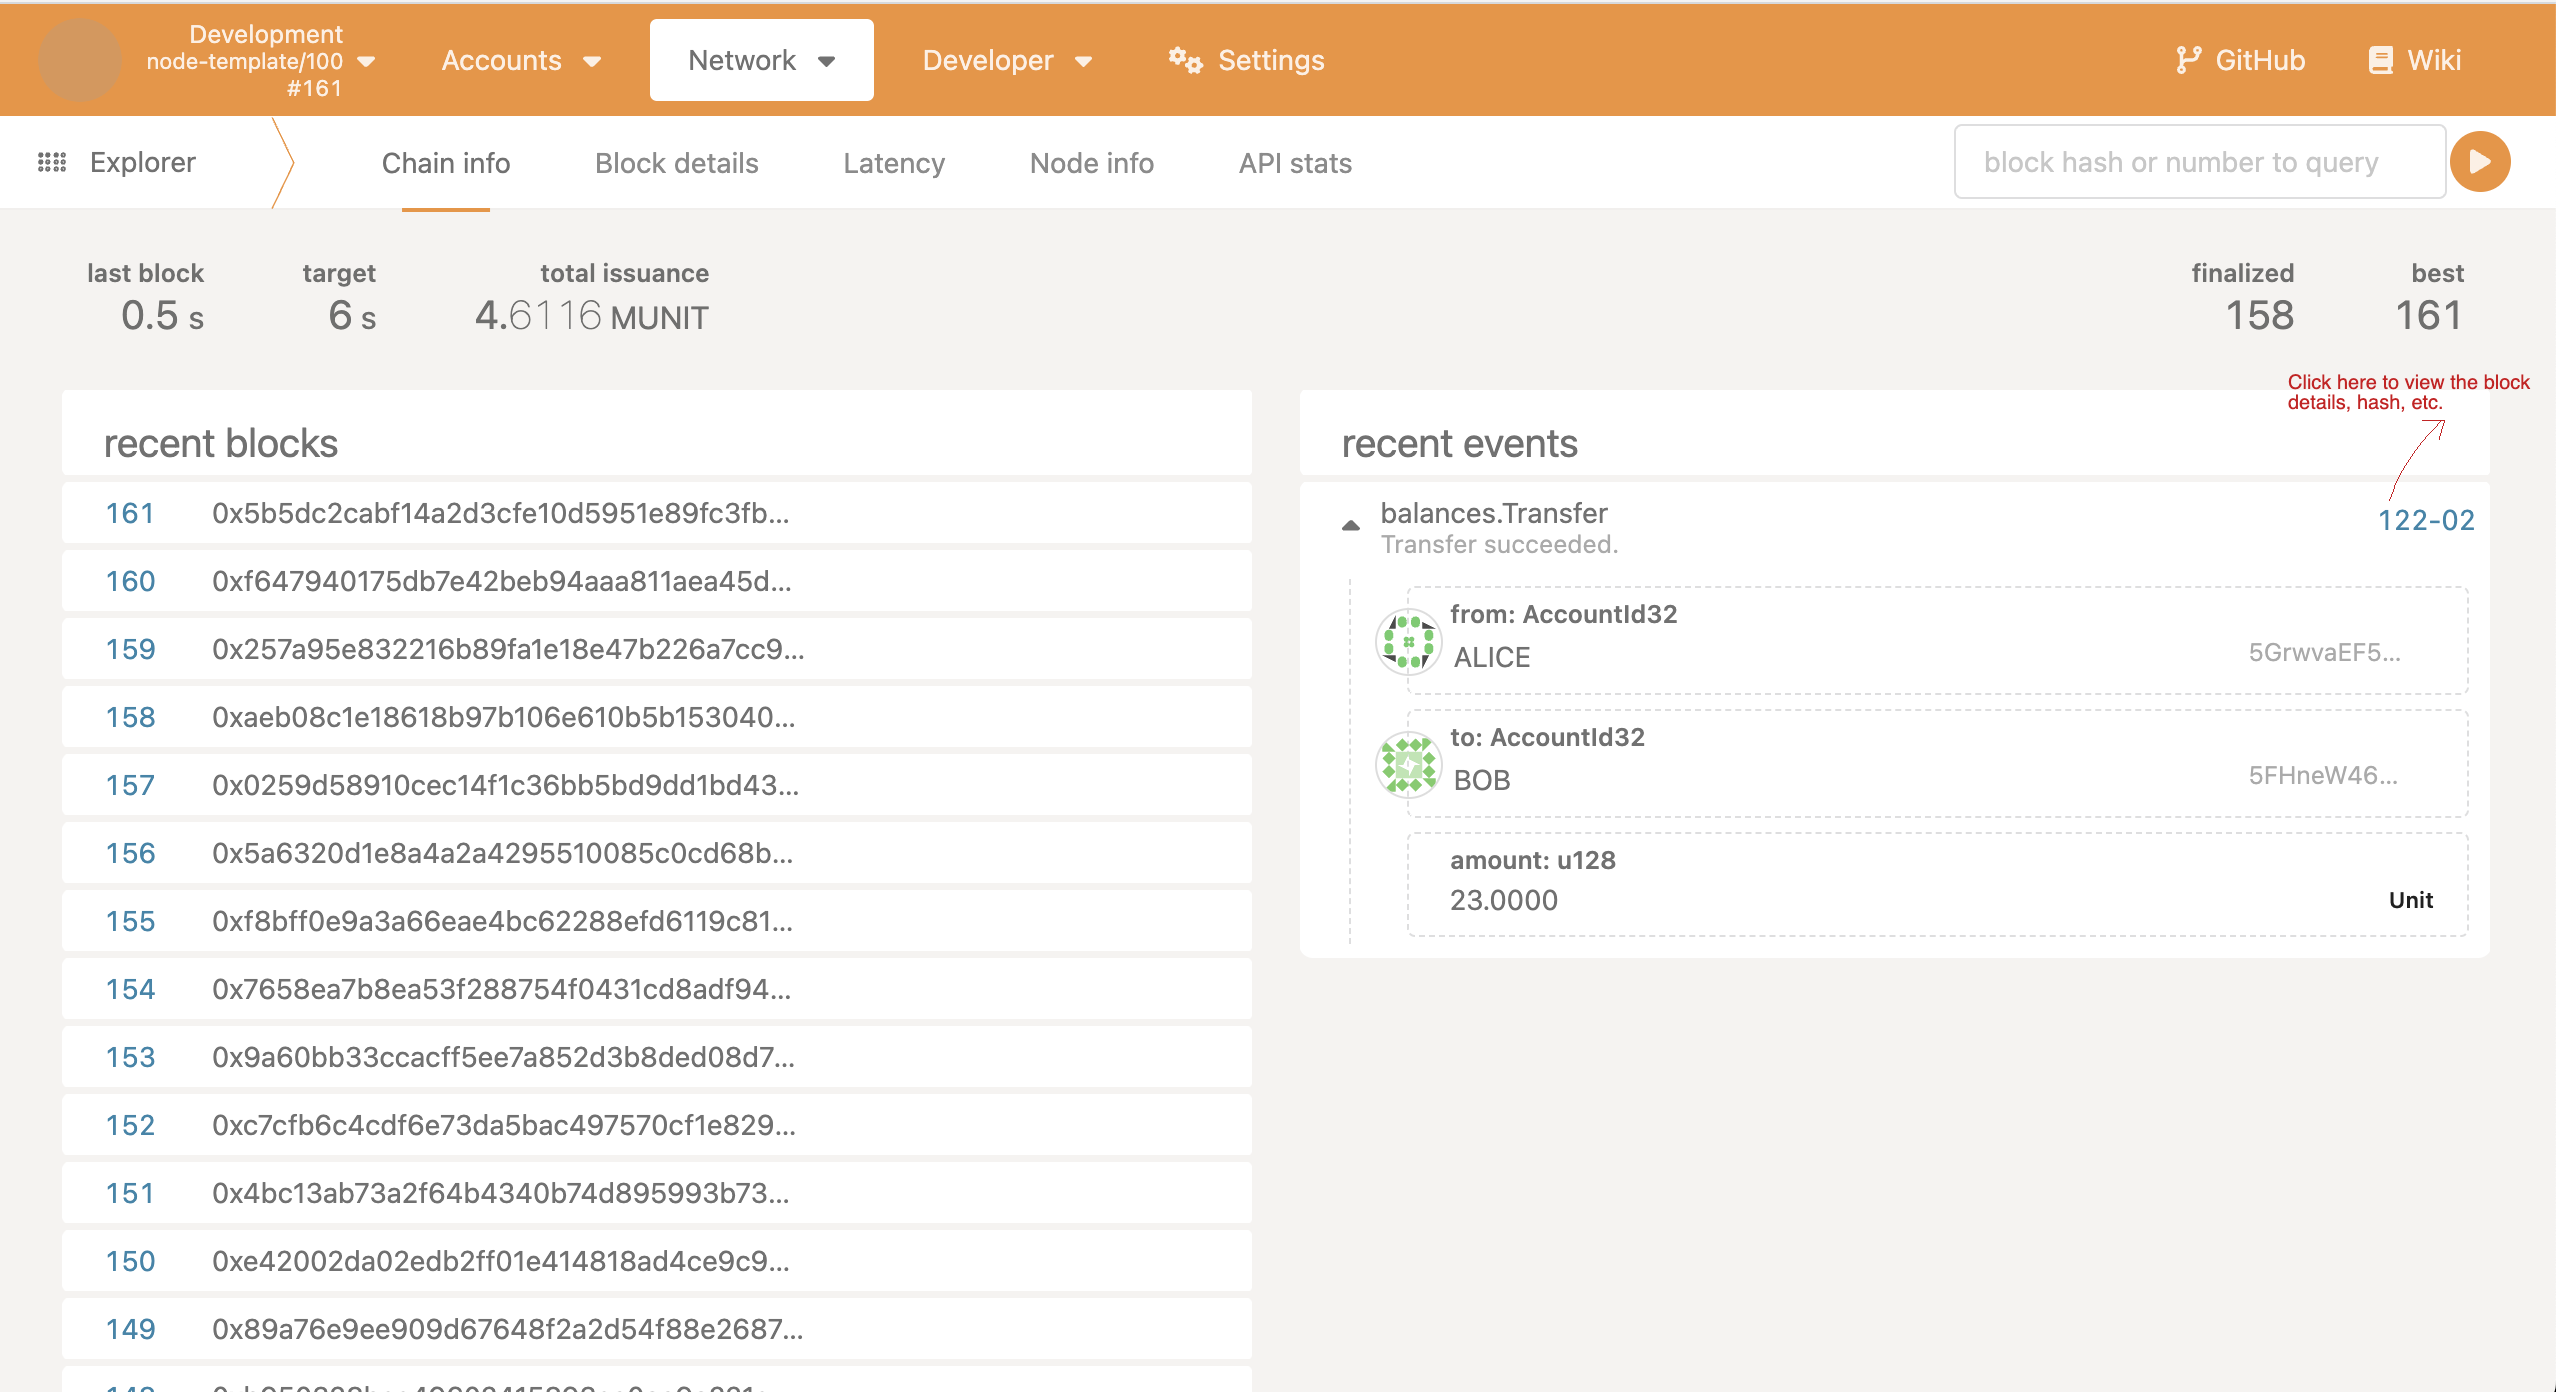 Development
node-template/100
#161
Accounts
Network
Developer
Settings
GitHub
Wiki
Explorer
Chain info
Block details
Latency
Node info
API stats
block hash or number to query
last block
0.5 s
target
6 s
total issuance
4.6116 MUNIT
finalized
158
best
161
Click here to view the block
details, hash, etc.
recent blocks
161 0x5b5dc2cabf14a2d3cfe10d5951e89fc3fb...
160 0xf647940175db7e42beb94aaa811aea45d...
159 0x257a95e832216b89fa1e18e47b226a7cc9...
158 0xaeb08c1e18618b97b106e610b5b153040...
157 0x0259d58910cec14f1c36bb5bd9dd1bd43...
156 0x5a6320d1e8a4a2a4295510085c0cd68b...
155 0xf8bff0e9a3a66eae4bc62288efd6119c81...
154 0x7658ea7b8ea53f288754f0431cd8adf94...
153 0x9a60bb33ccacff5ee7a852d3b8ded08d7...
152 0xc7cfb6c4cdf6e73da5bac497570cf1e829...
151 0x4bc13ab73a2f64b4340b74d895993b73...
150 0xe42002da02edb2ff01e414818ad4ce9c9...
149 0x89a76e9ee909d67648f2a2d54f88e2687...
recent events
balances.Transfer
Transfer succeeded.
122-02
from: AccountId32
ALICE
5GrwvaEF5...
to: AccountId32
BOB
5FHneW46...
amount: u128
23.0000
Unit